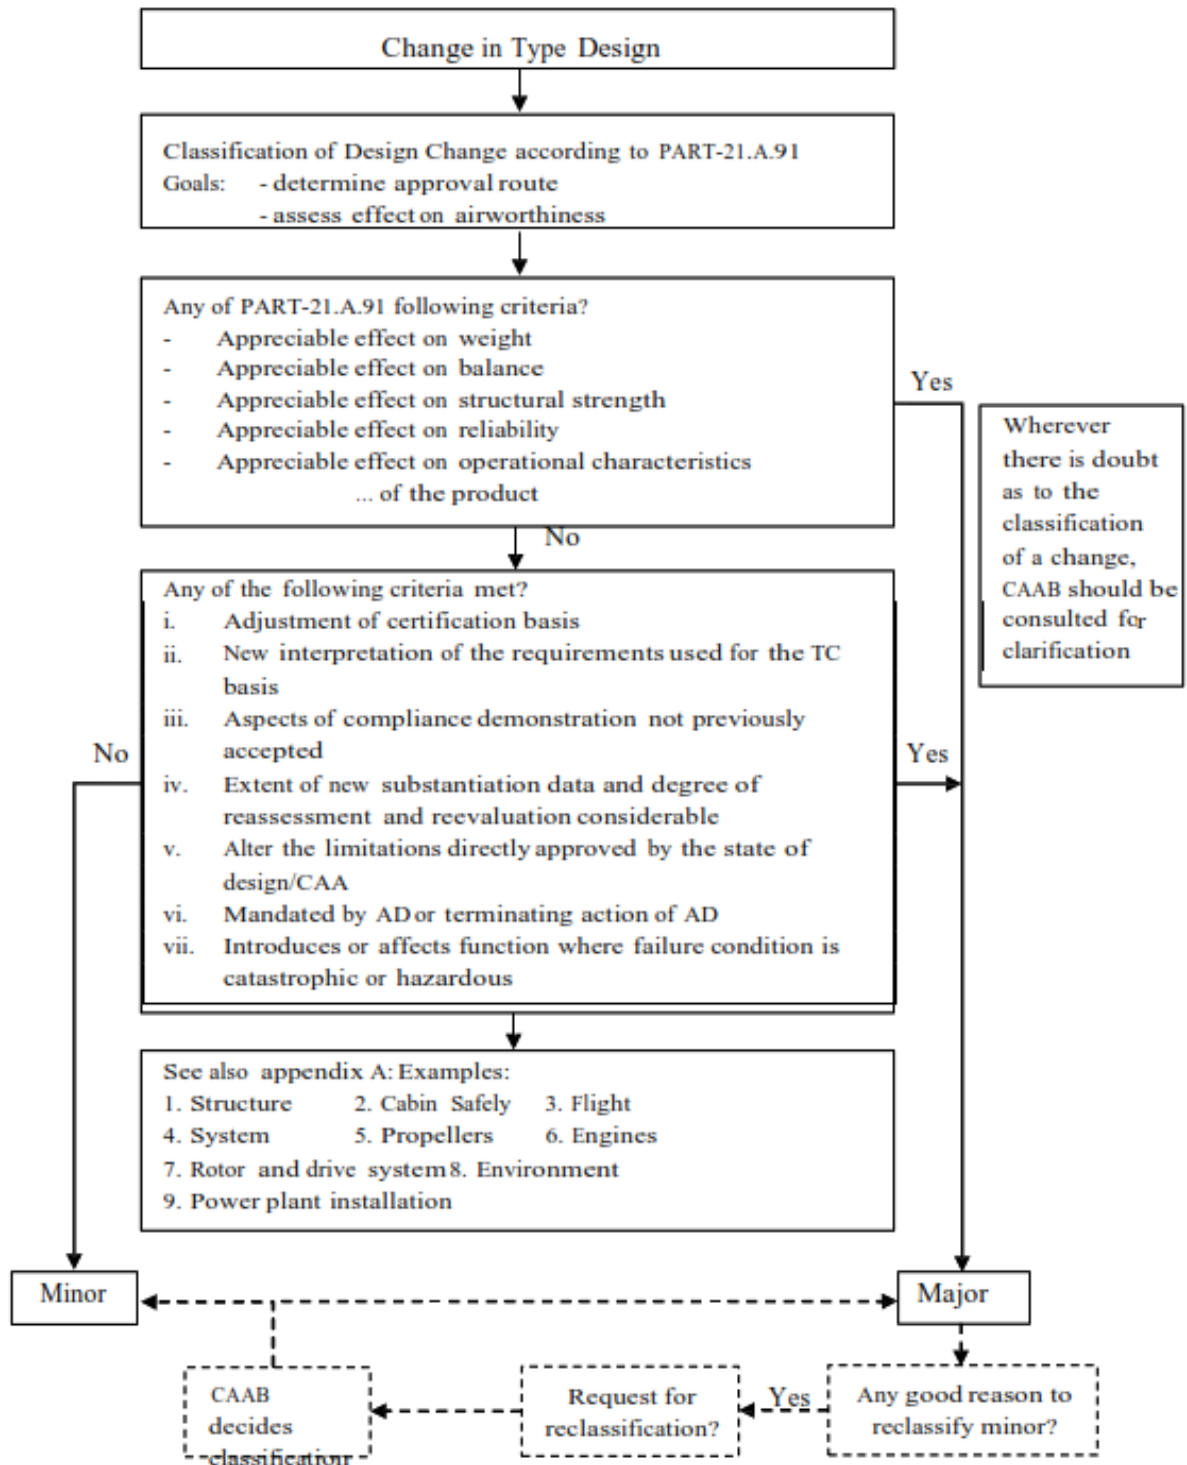 Change in Type Design
Classification of Design Change according to PART-21.A.91
Goals: - determine approval route
- assess effect on airworthiness
Any of PART-21.A.91 following criteria?
- Appreciable effect on weight
- Appreciable effect on balance
- Appreciable effect on structural strength
- Appreciable effect on reliability
- Appreciable effect on operational characteristics
... of the product
Yes
No
Wherever
there is doubt
as to the
classification
of a change,
CAAB should be
consulted for
clarification
Any of the following criteria met?
i. Adjustment of certification basis
ii. New interpretation of the requirements used for the TC
basis
iii. Aspects of compliance demonstration not previously
accepted
iv. Extent of new substantiation data and degree of
reassessment and reevaluation considerable
v. Alter the limitations directly approved by the state of
design/CAA
vi. Mandated by AD or terminating action of AD
vii. Introduces or affects function where failure condition is
catastrophic or hazardous
No
Yes
See also appendix A: Examples:
1. Structure 2. Cabin Safely 3. Flight
4. System 5. Propellers 6. Engines
7. Rotor and drive system 8. Environment
9. Power plant installation
Minor
Major
Any good reason to
reclassify minor?
Yes
Request for
reclassification?
CAAB
decides
classification